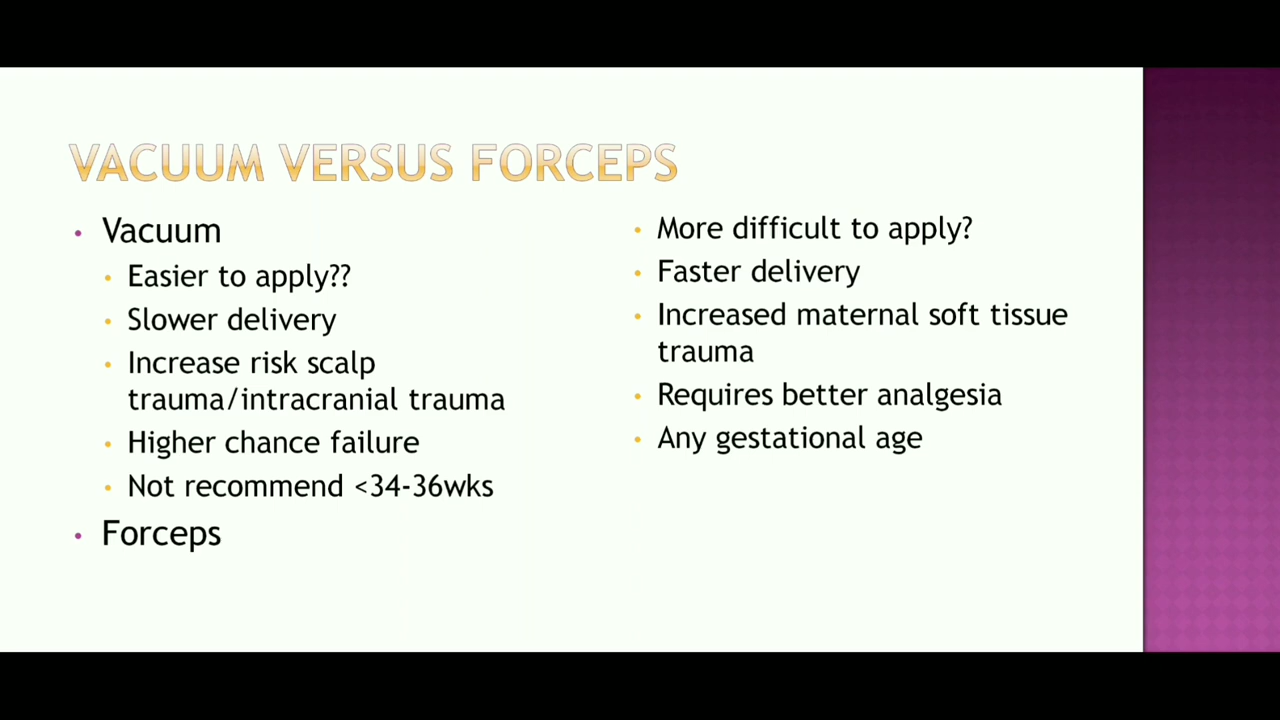 VACUUM VERSUS FORCEPS
• Vacuum
• Easier to apply??
• Slower delivery
• Increase risk scalp
trauma/intracranial trauma
• Higher chance failure
• Not recommend <34-36wks
• Forceps
• More difficult to apply?
• Faster delivery
• Increased maternal soft tissue
trauma
• Requires better analgesia
• Any gestational age